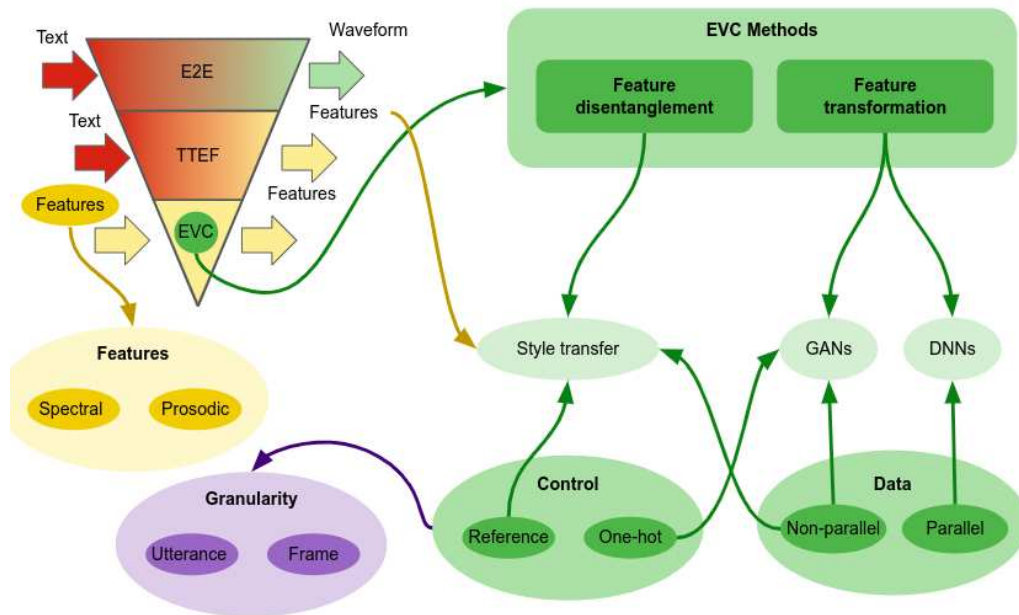 Text
Waveform
E2E
Features
Text
TTEF
Features
Features
EVC
EVC Methods
Feature
disentanglement
Feature
transformation
Style transfer
GANs
DNNs
Features
Spectral
Prosodic
Granularity
Utterance
Frame
Control
Reference
One-hot
Data
Non-parallel
Parallel